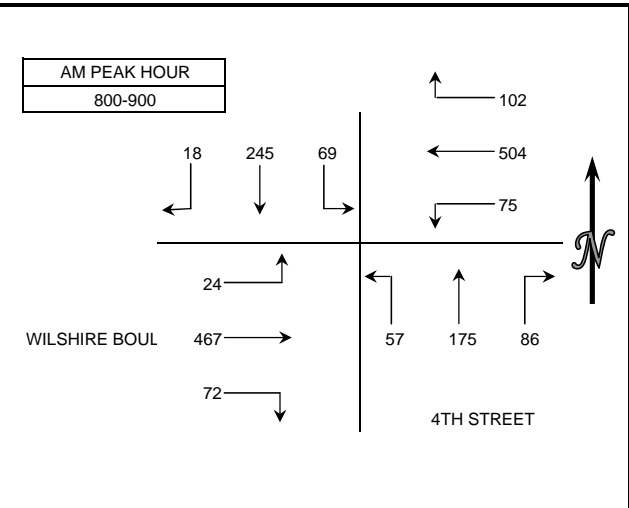 AM PEAK HOUR
800-900
102
18 245 69
504
75
N
24
WILSHIRE BOUL 467
57 175 86
72
4TH STREET